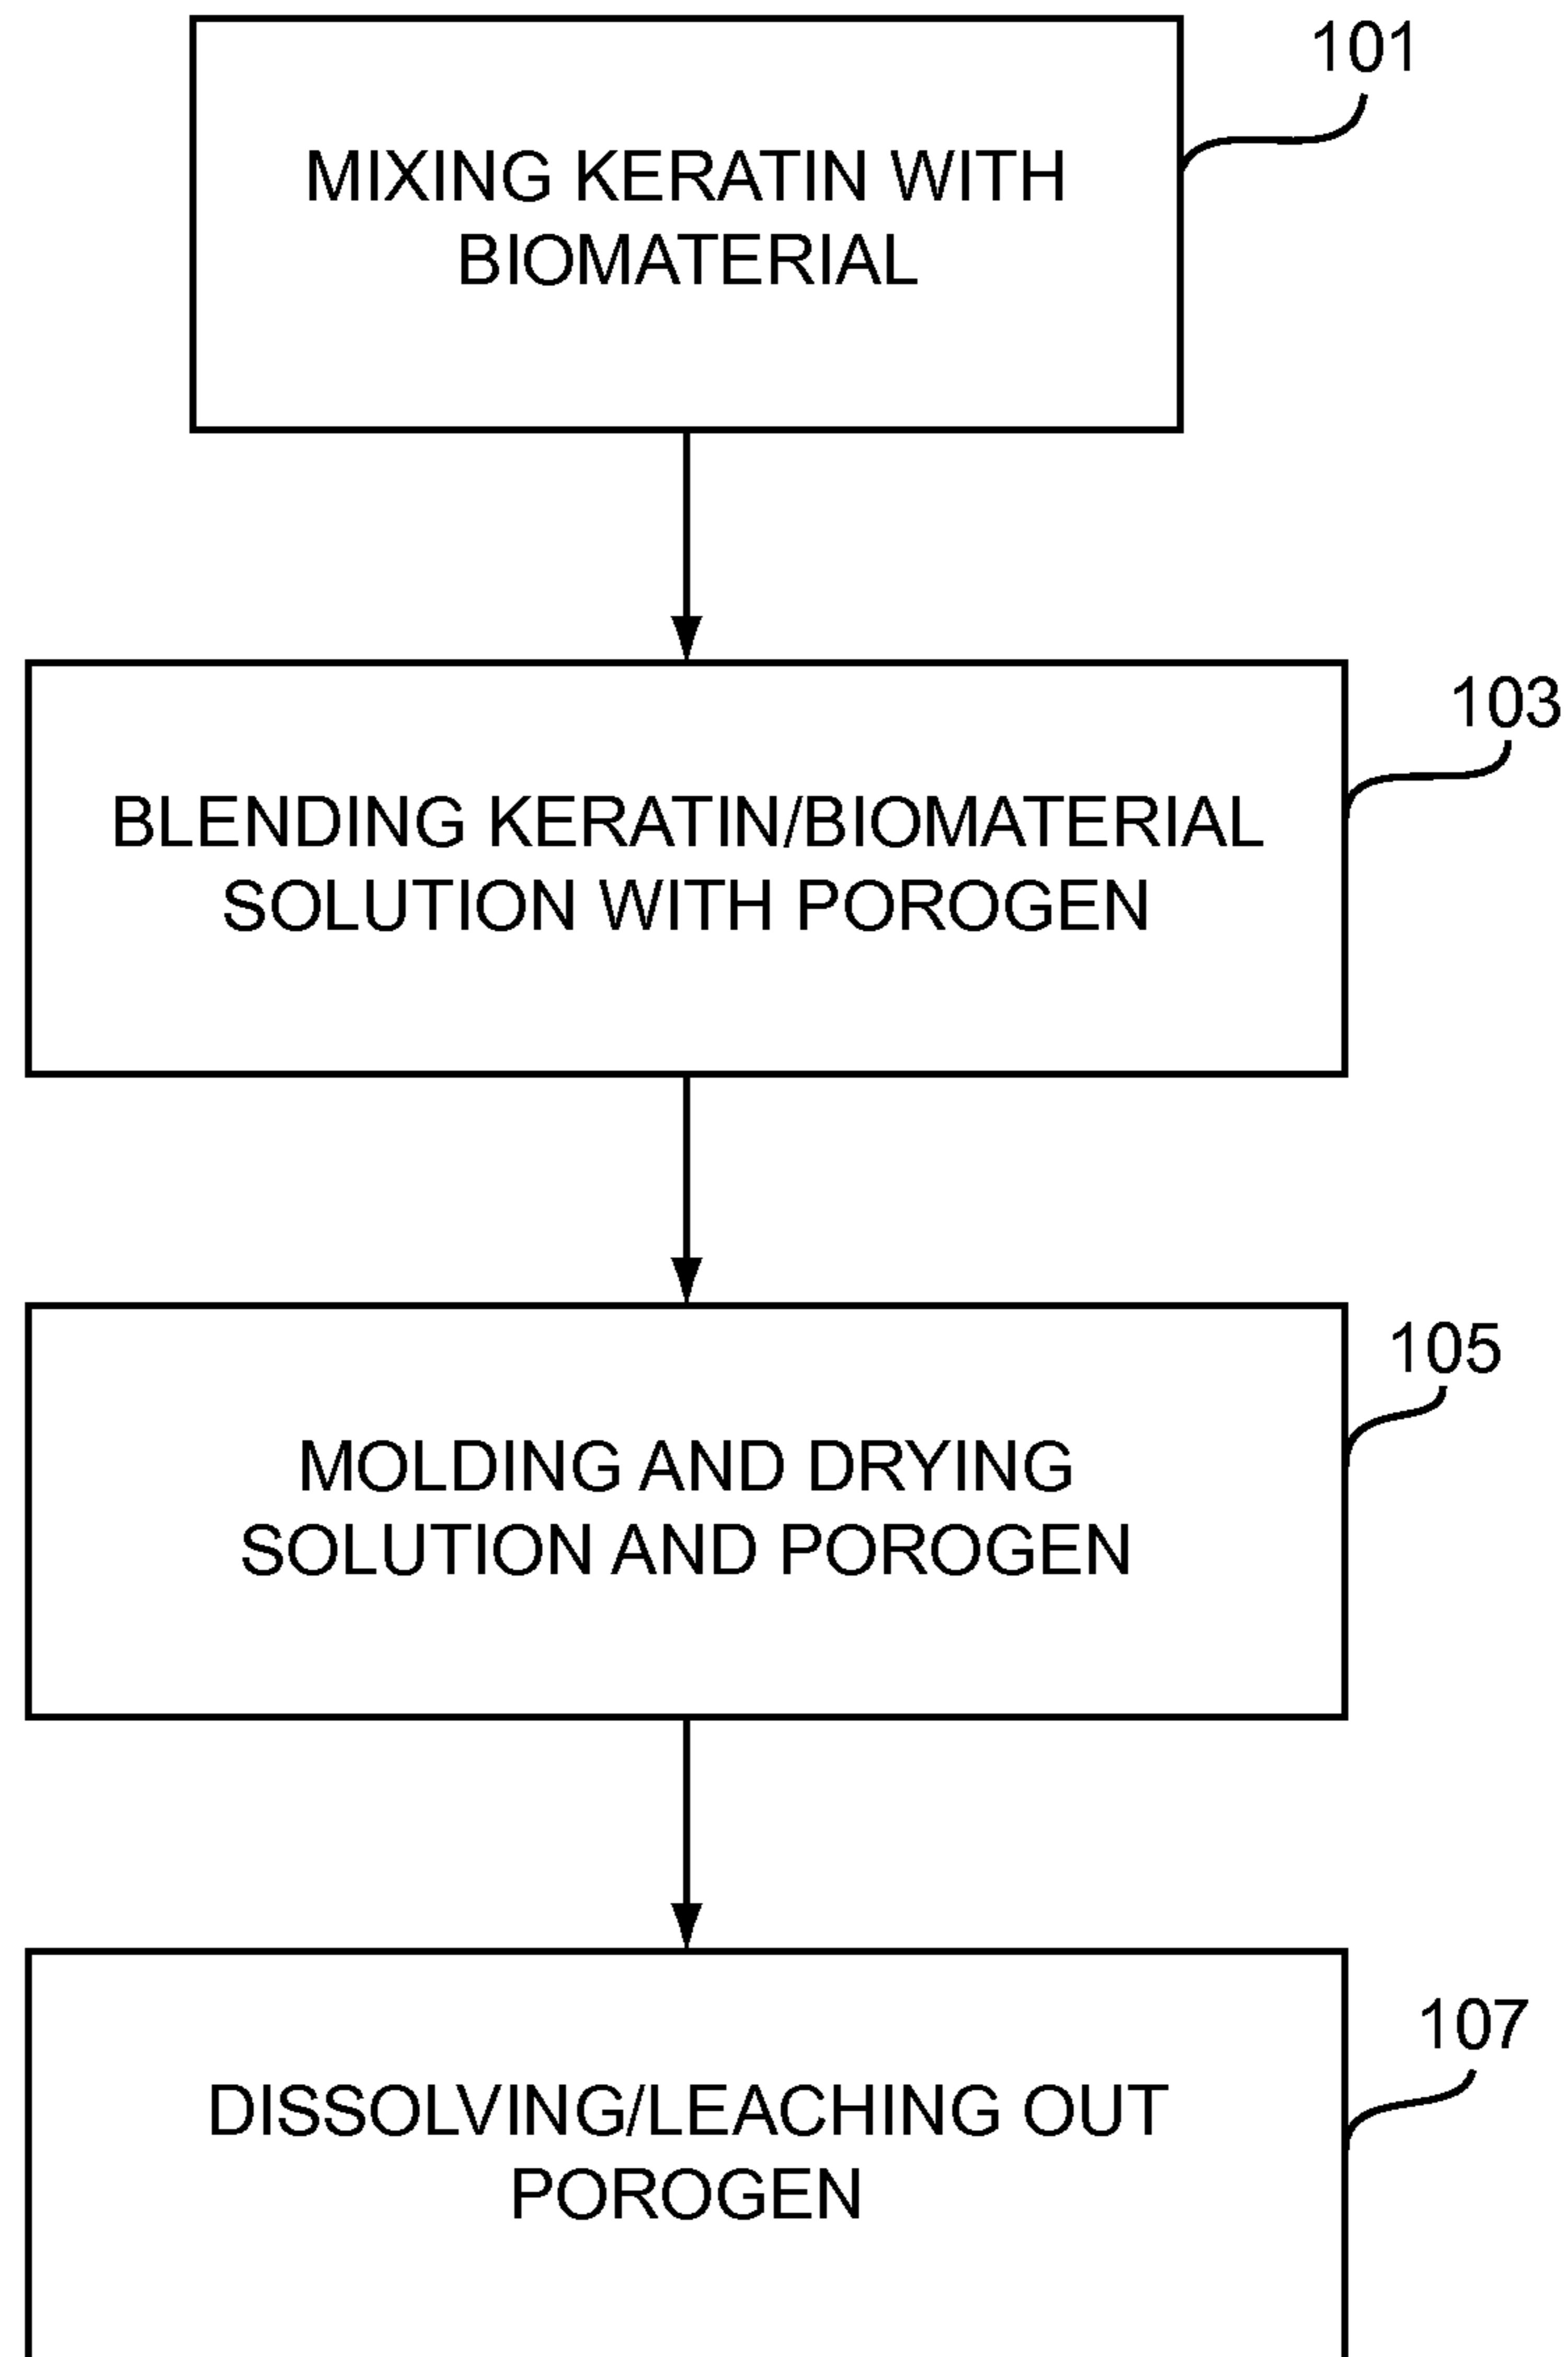 101
MIXING KERATIN WITH
BIOMATERIAL
103
BLENDING KERATIN/BIOMATERIAL
SOLUTION WITH POROGEN
105
MOLDING AND DRYING
SOLUTION AND POROGEN
107
DISSOLVING/LEACHING OUT
POROGEN